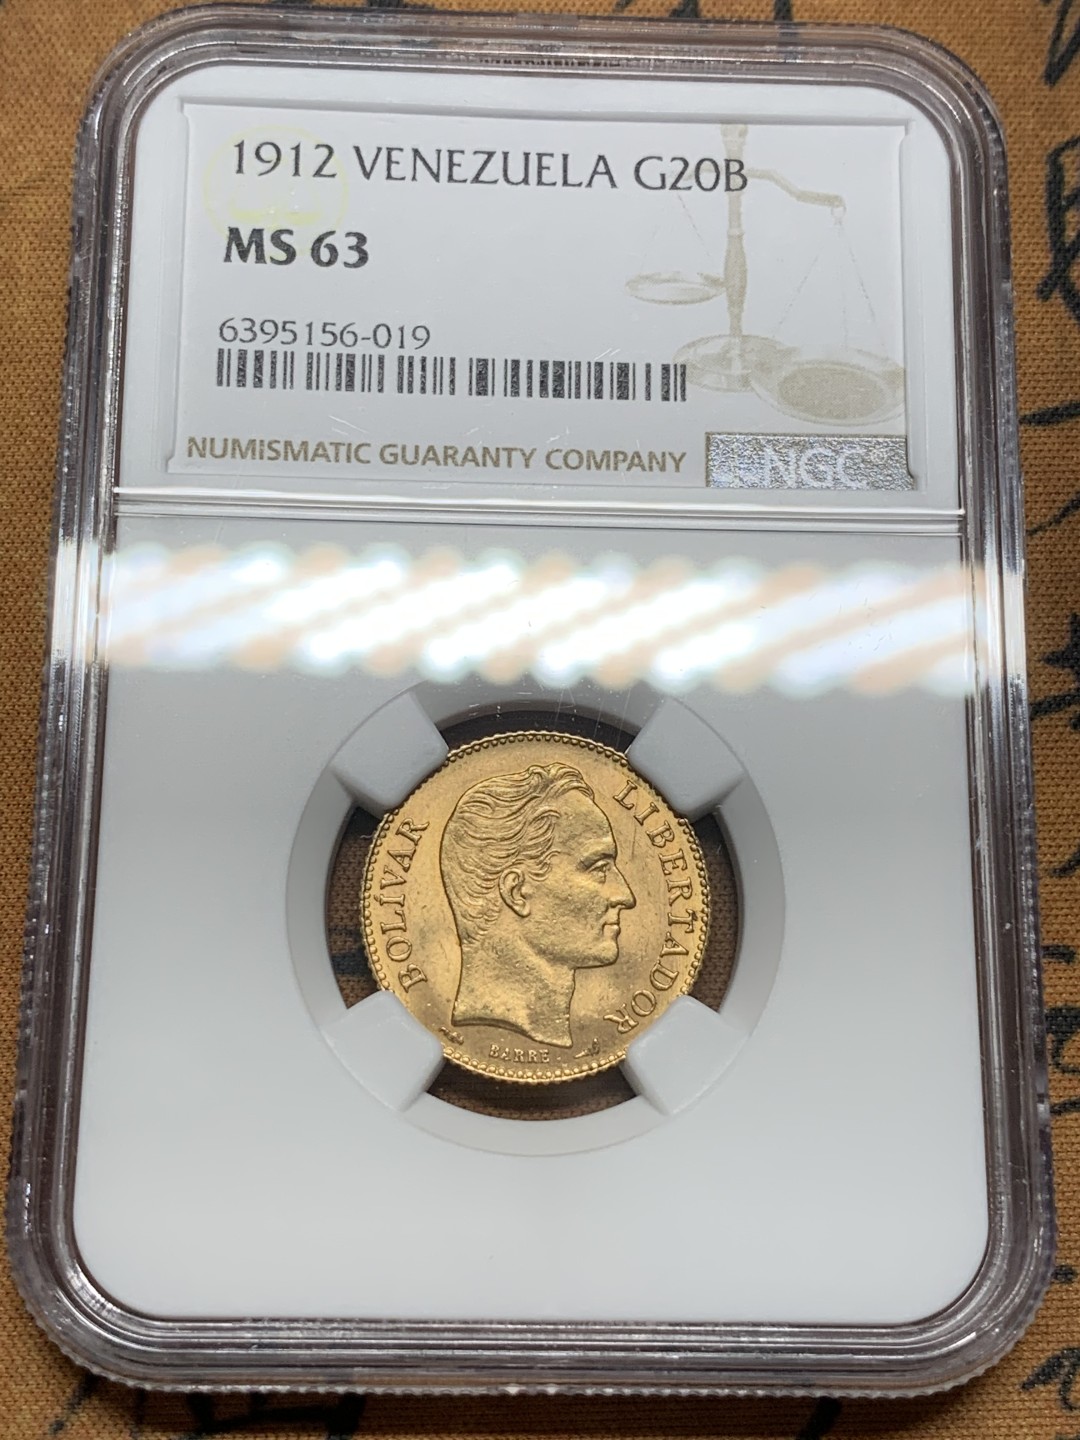 1912 VENEZUELA G20B
MS 63
6395156-019
NUMISMATIC GUARANTY COMPANY
NGC
BOLÍVAR
LIBERTADOR
BARRE